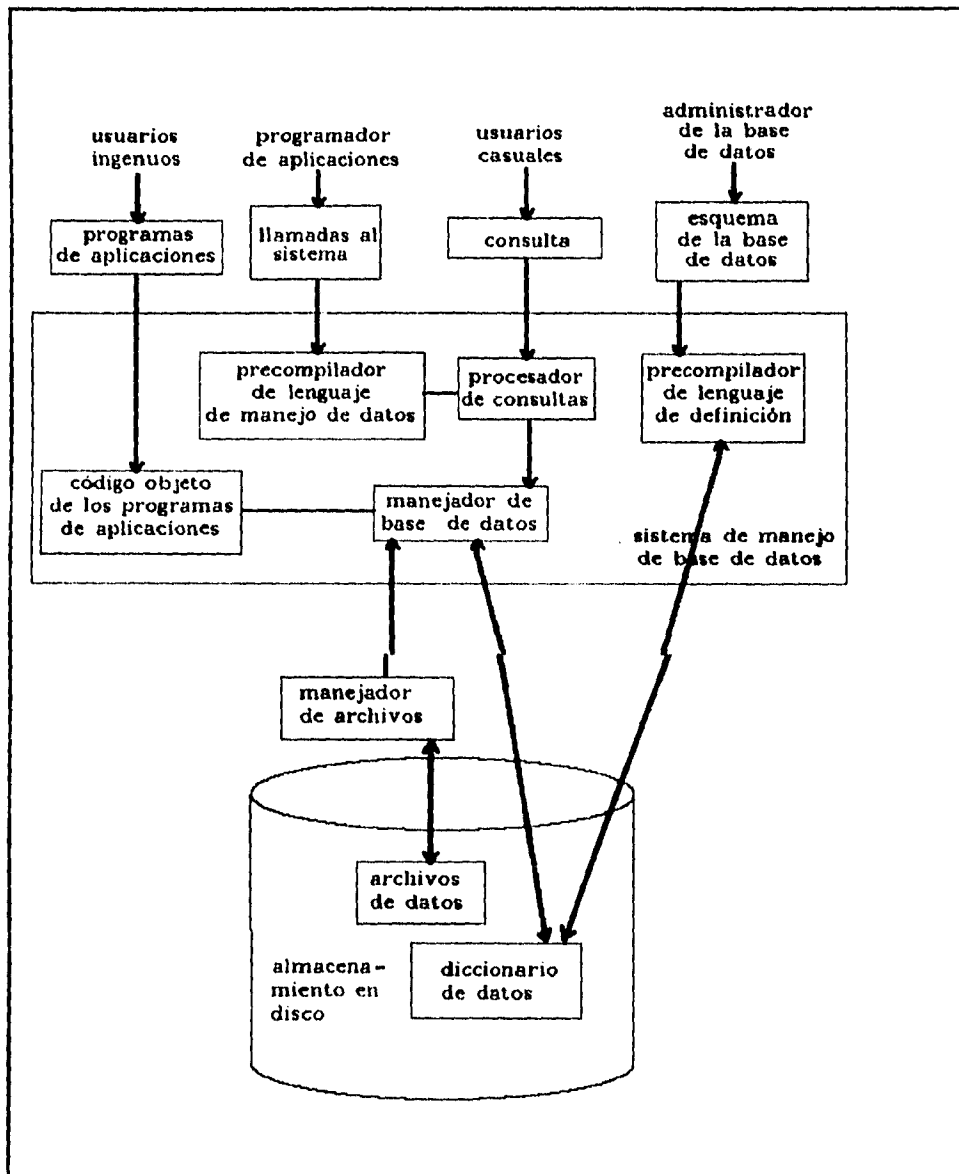 usuarios
ingenuos
programador
de aplicaciones
usuarios
casuales
administrador
de la base
de datos
programas
de aplicaciones
llamadas al
sistema
consulta
esquema
de la base
de datos
precompilador
de lenguaje
de manejo de datos
procesador
de consultas
precompilador
de lenguaje
de definición
código objeto
de los programas
de aplicaciones
manejador de
base de datos
sistema de manejo
de base de datos
manejador
de archivos
archivos
de datos
almacena-
miento en
disco
diccionario
de datos